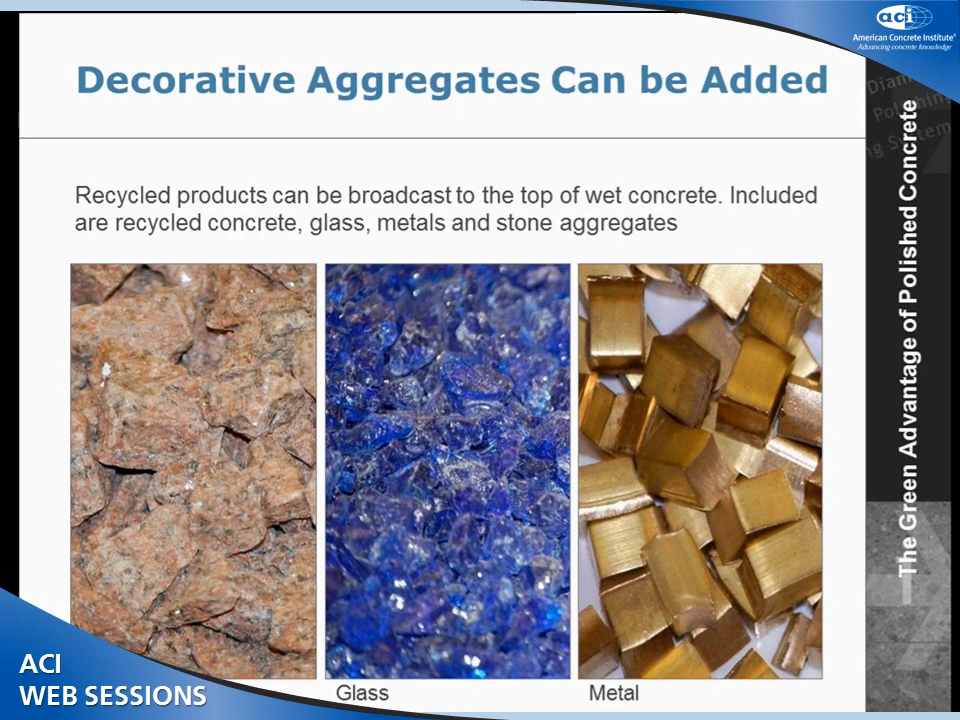 aci
American Concrete Institute®
Advancing concrete knowledge
Decorative Aggregates Can be Added
Recycled products can be broadcast to the top of wet concrete. Included
are recycled concrete, glass, metals and stone aggregates
The Green Advantage of Polished Concrete
Polishing
Glass
Metal
ACI
WEB SESSIONS